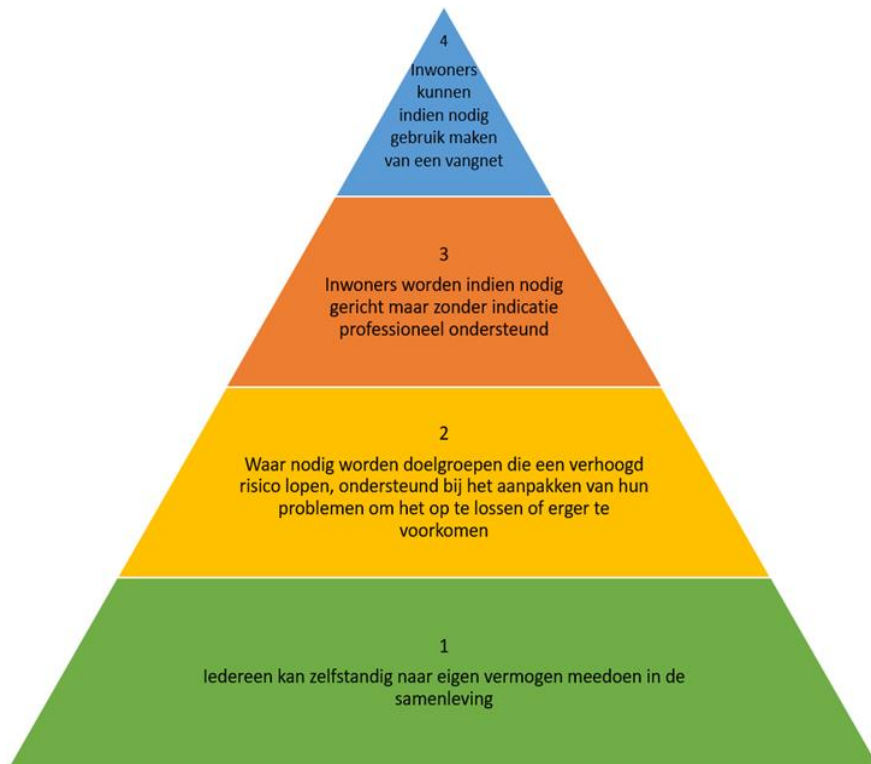 4
Inwoners
kunnen
indien nodig
gebruik maken
van een vangnet
3
Inwoners worden indien nodig
gericht maar zonder indicatie
professioneel ondersteund
2
Waar nodig worden doelgroepen die een verhoogd
risico lopen, ondersteund bij het aanpakken van hun
problemen om het op te lossen of erger te
voorkomen
1
Iedereen kan zelfstandig naar eigen vermogen meedoen in de
samenleving